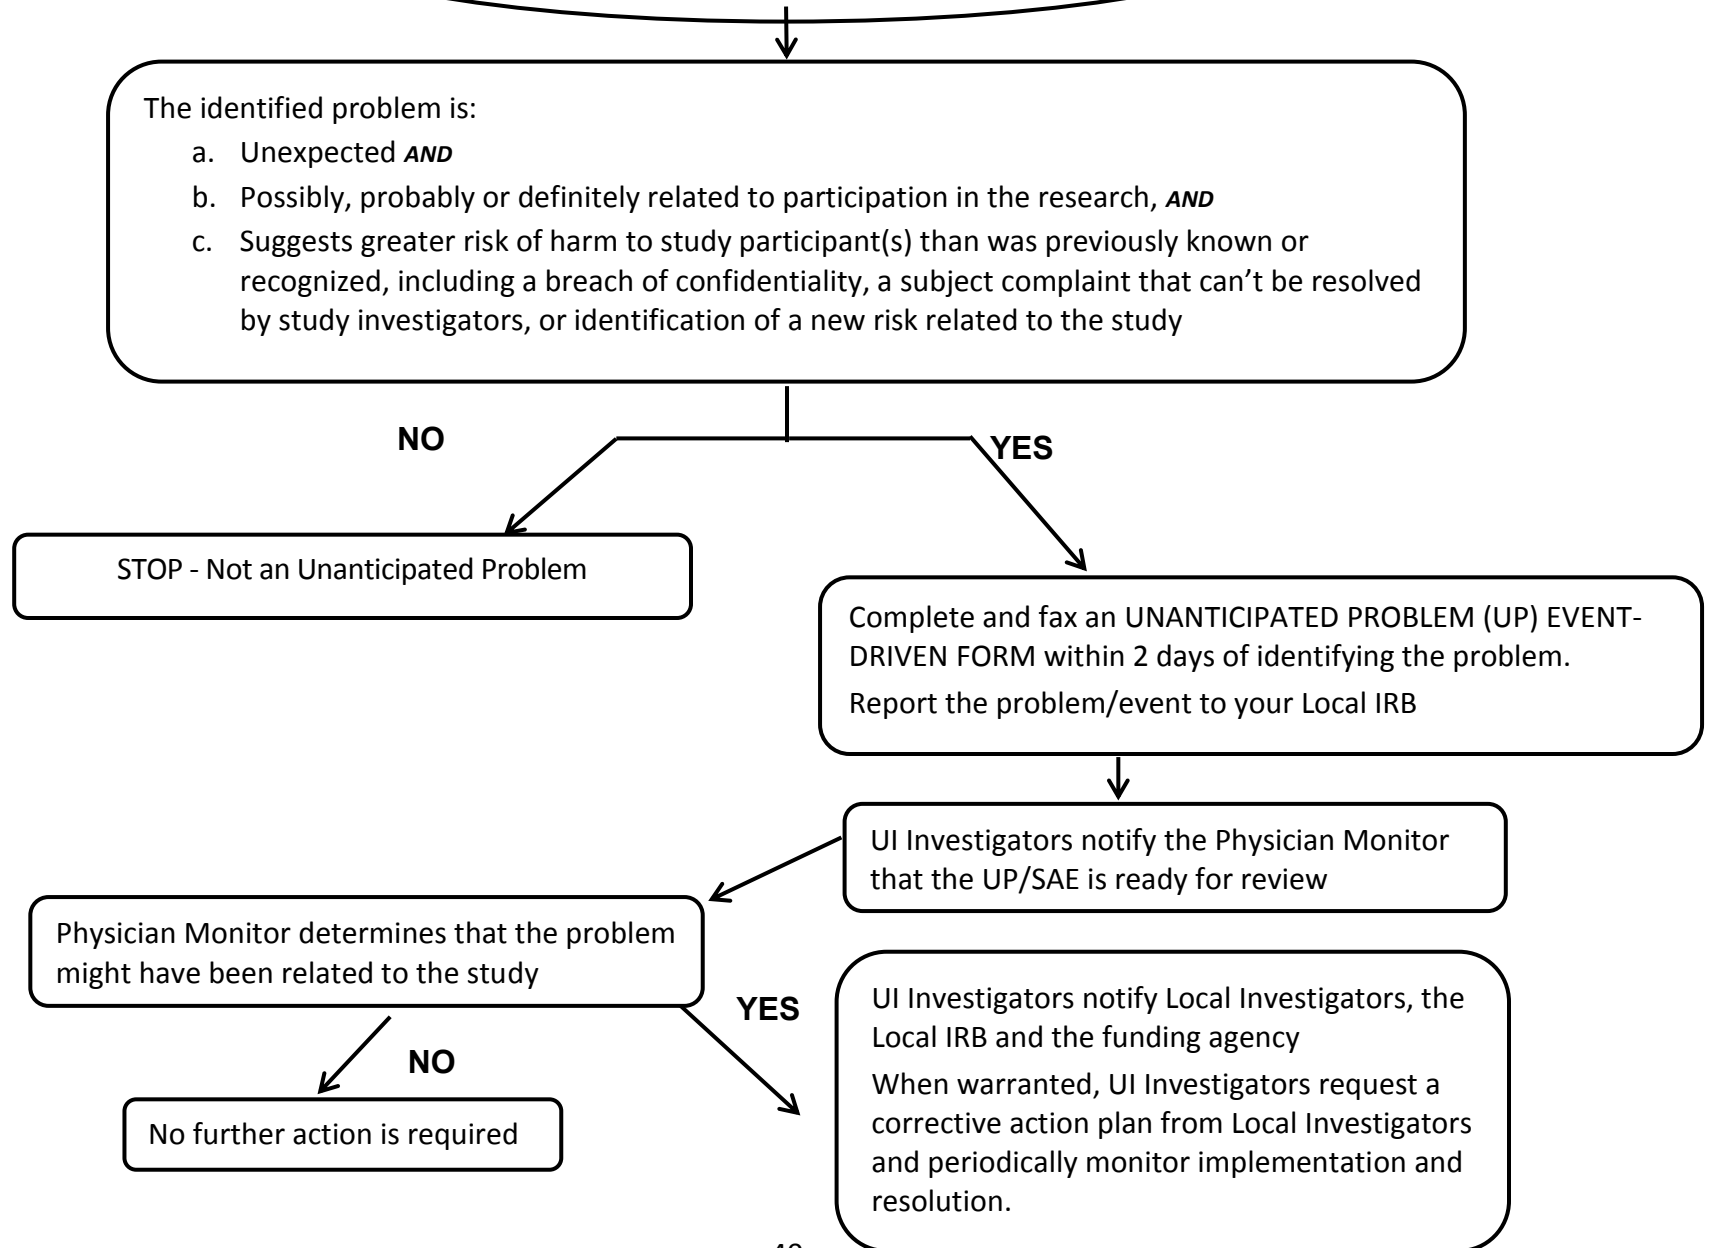 The identified problem is:
a. Unexpected AND
b. Possibly, probably or definitely related to participation in the research, AND
c. Suggests greater risk of harm to study participant(s) than was previously known or
recognized, including a breach of confidentiality, a subject complaint that can’t be resolved
by study investigators, or identification of a new risk related to the study
NO
YES
STOP - Not an Unanticipated Problem
Complete and fax an UNANTICIPATED PROBLEM (UP) EVENT-
DRIVEN FORM within 2 days of identifying the problem.
Report the problem/event to your Local IRB
UI Investigators notify the Physician Monitor
that the UP/SAE is ready for review
Physician Monitor determines that the problem
might have been related to the study
YES
NO
No further action is required
UI Investigators notify Local Investigators, the
Local IRB and the funding agency
When warranted, UI Investigators request a
corrective action plan from Local Investigators
and periodically monitor implementation and
resolution.